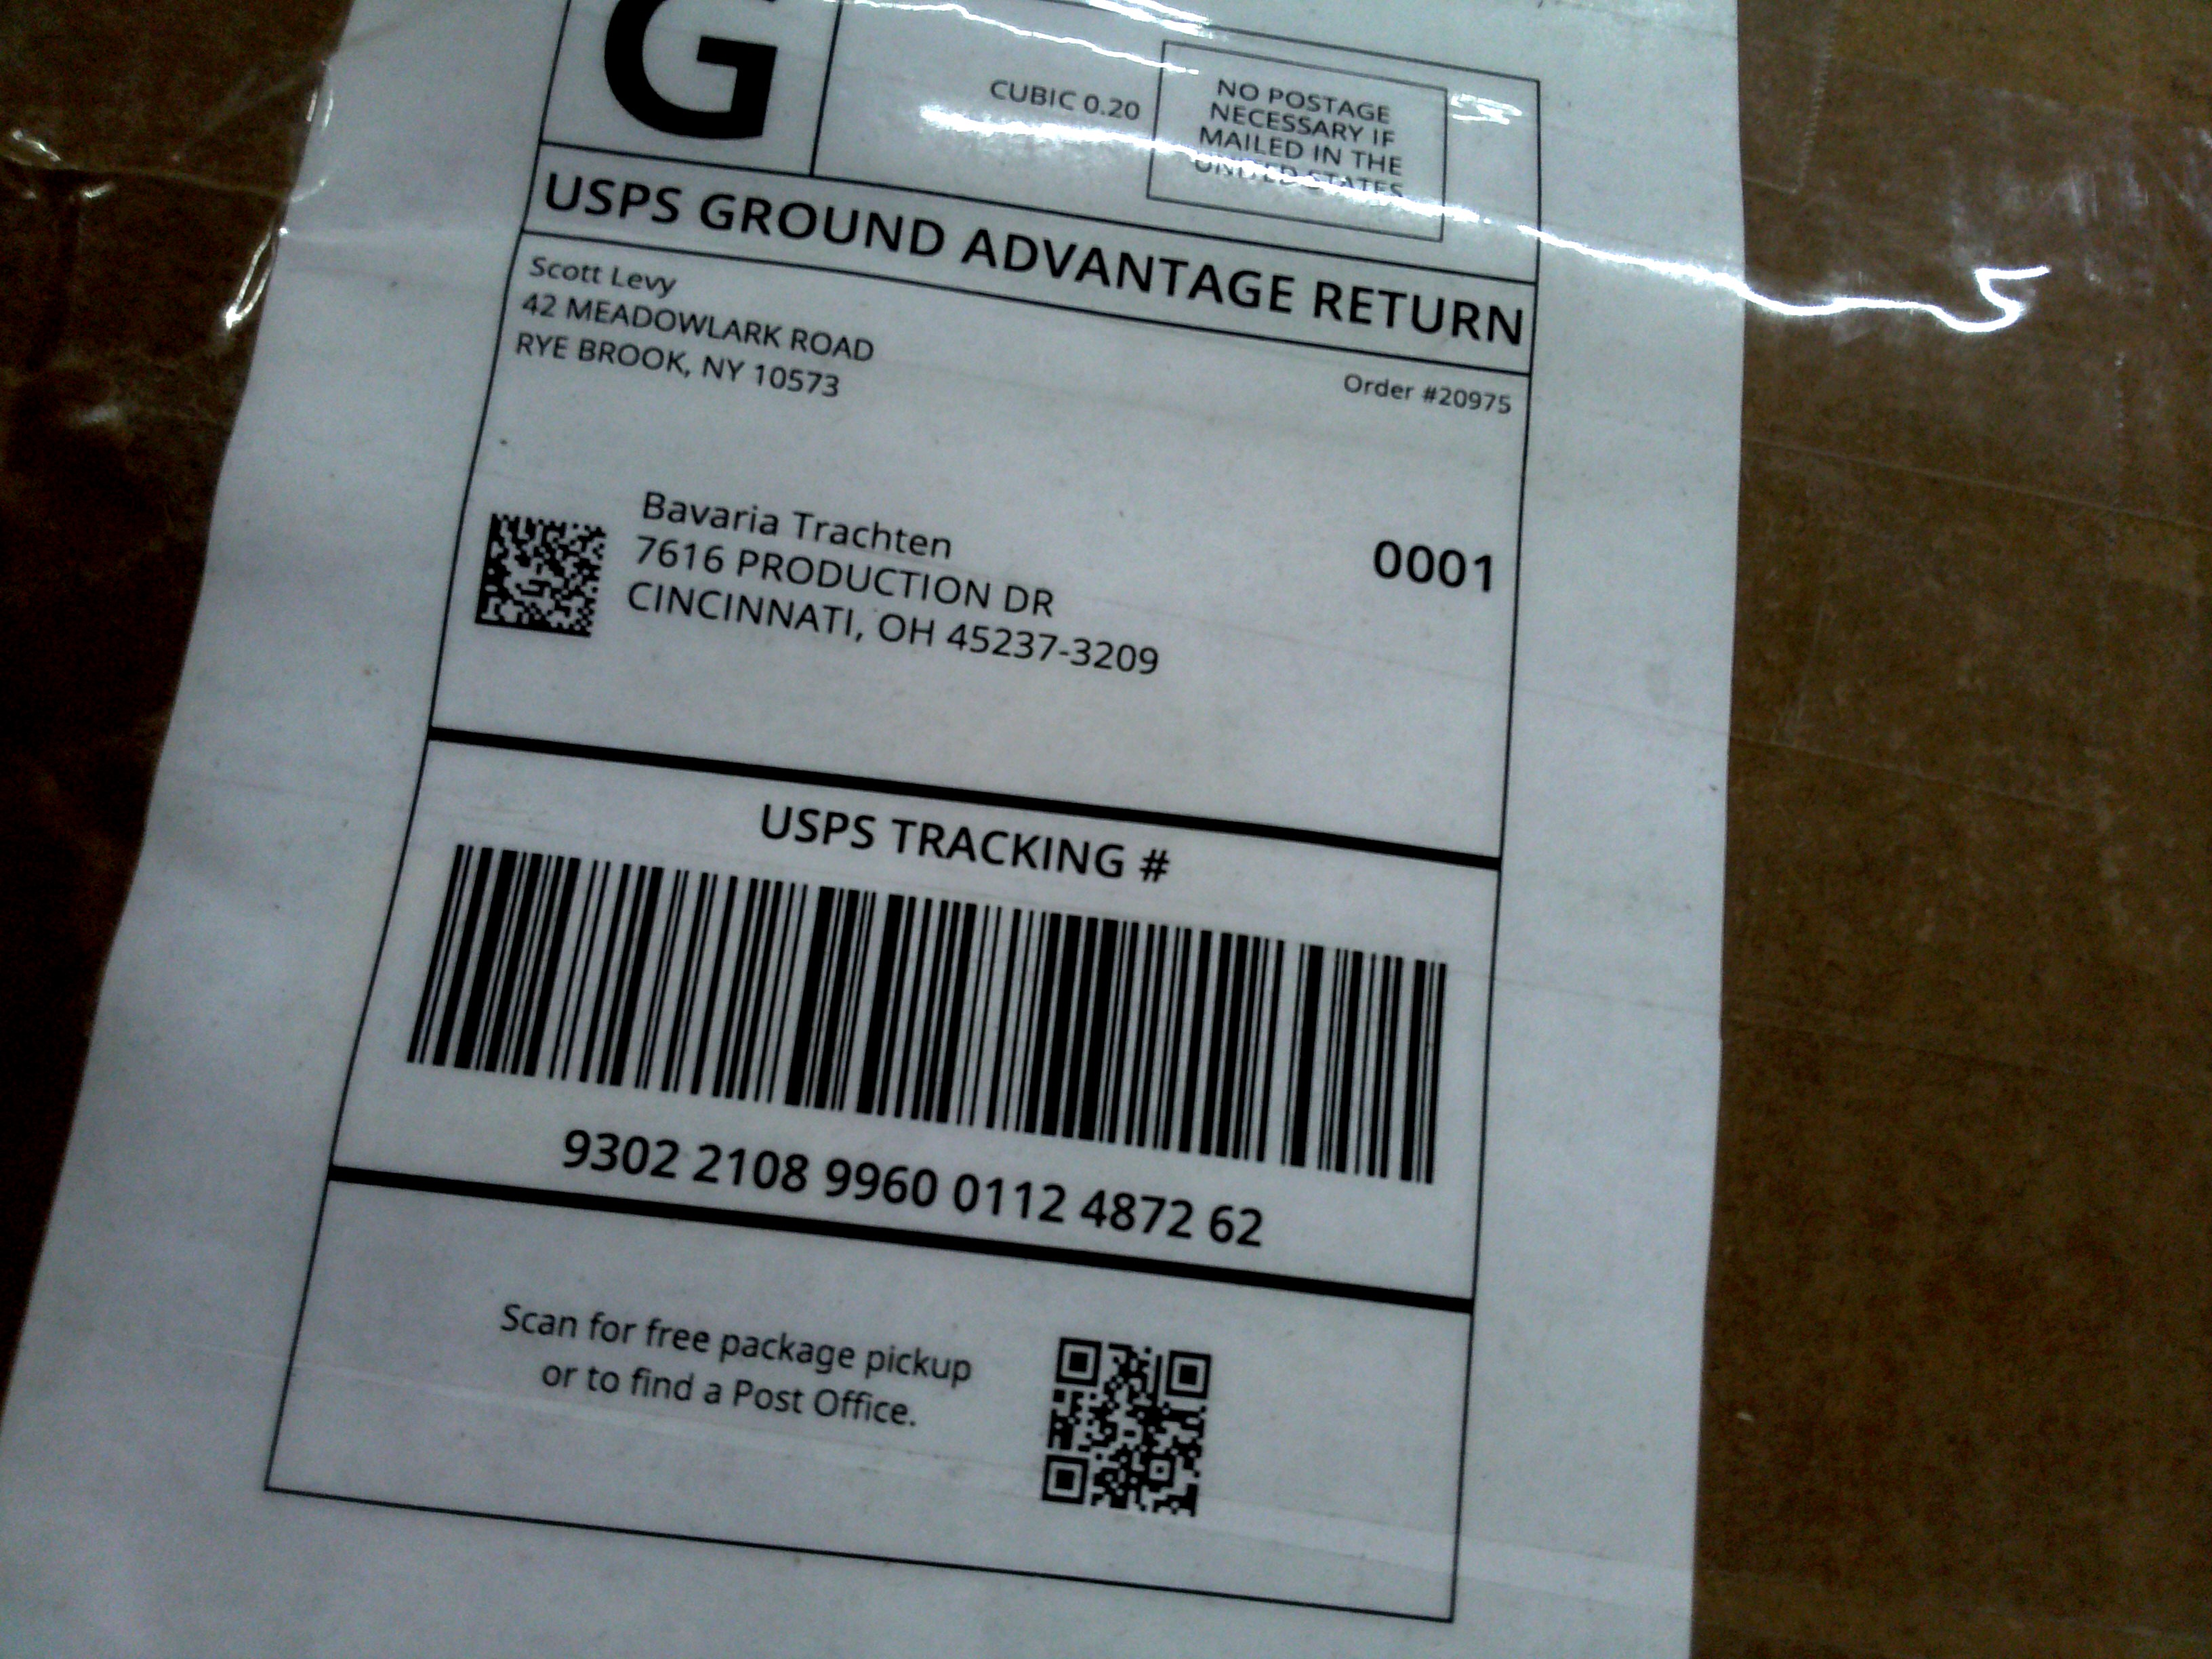 G
CUBIC 0.20
NO POSTAGE
NECESSARY IF
MAILED IN THE
UNITED STATES
USPS GROUND ADVANTAGE RETURN
Scott Levy
42 MEADOWLARK ROAD
RYE BROOK, NY 10573
Order #20975
Bavaria Trachten
7616 PRODUCTION DR
CINCINNATI, OH 45237-3209
0001
USPS TRACKING #
9302 2108 9960 0112 4872 62
Scan for free package pickup
or to find a Post Office.